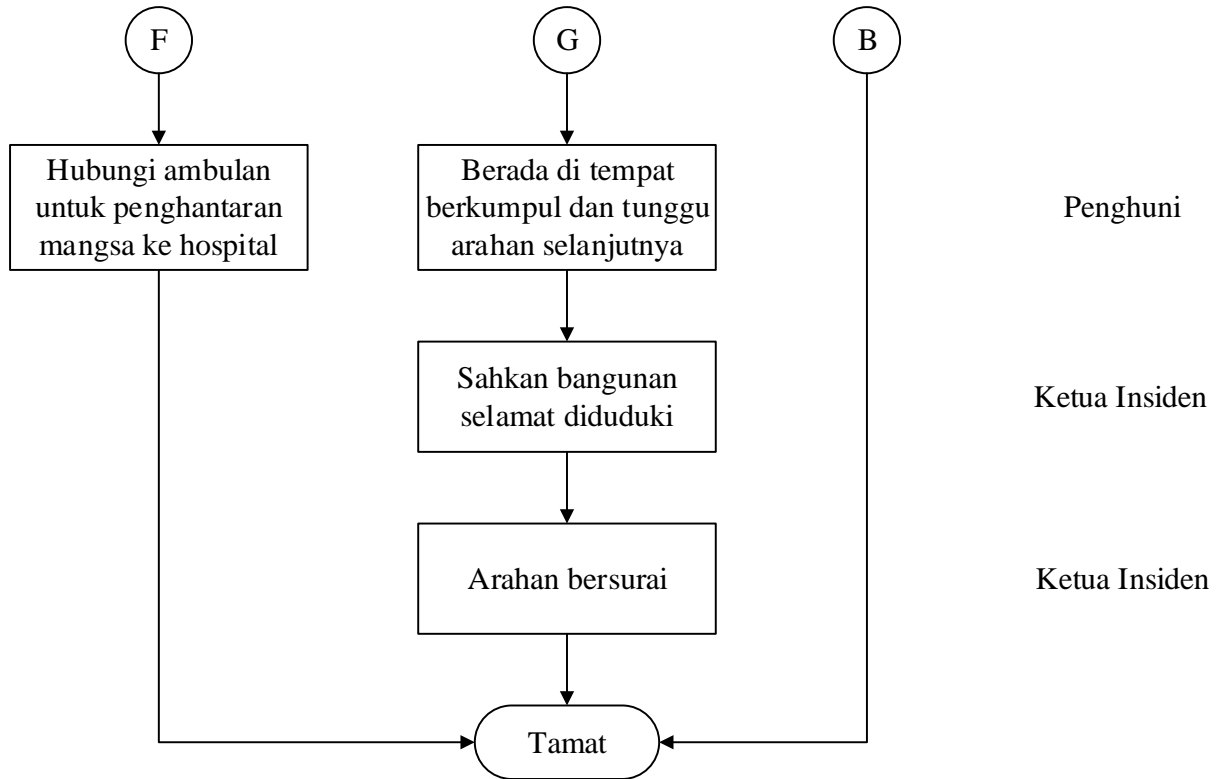 F
G
B
Hubungi ambulan
untuk penghantaran
mangsa ke hospital
Berada di tempat
berkumpul dan tunggu
arahan selanjutnya
Penghuni
Sahkan bangunan
selamat diduduki
Ketua Insiden
Arahan bersurai
Ketua Insiden
Tamat